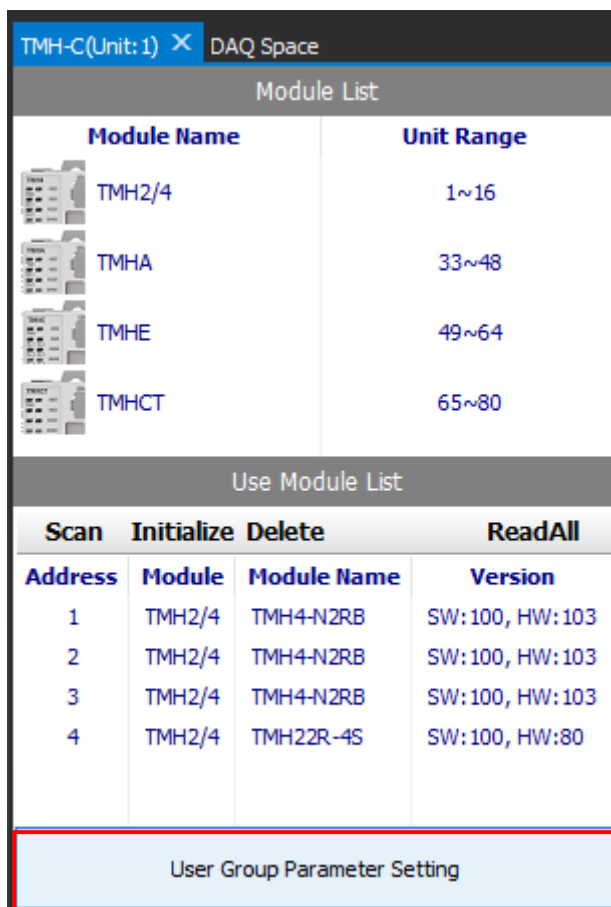 TMH-C(Unit:1) × DAQ Space
Module List
Module Name Unit Range
TMH2/4 1~16
TMHA 33~48
TMHE 49~64
TMHCT 65~80
Use Module List
Scan Initialize Delete ReadAll
Address Module Module Name Version
1 TMH2/4 TMH4-N2RB SW:100, HW:103
2 TMH2/4 TMH4-N2RB SW:100, HW:103
3 TMH2/4 TMH4-N2RB SW:100, HW:103
4 TMH2/4 TMH22R-4S SW:100, HW:80
User Group Parameter Setting